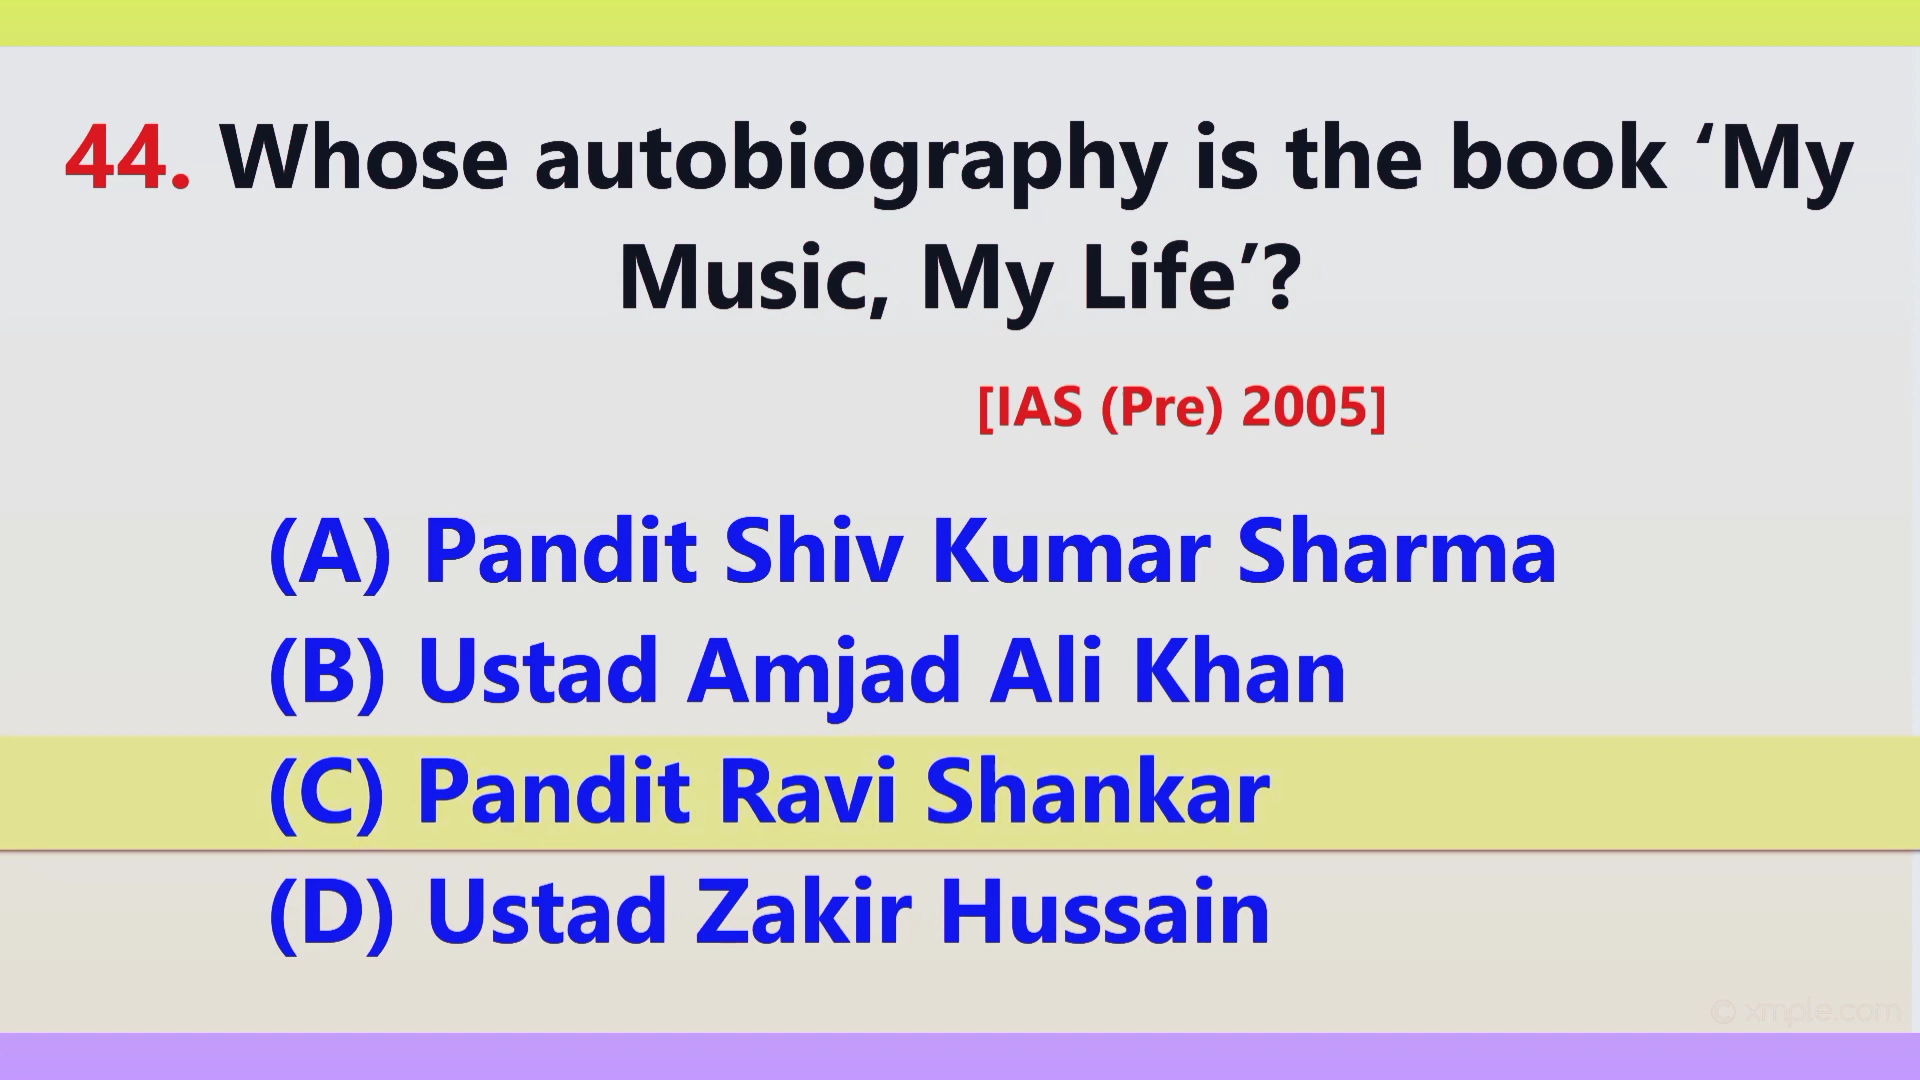 44. Whose autobiography is the book ‘My
Music, My Life’?
[IAS (Pre) 2005]
(A) Pandit Shiv Kumar Sharma
(B) Ustad Amjad Ali Khan
(C) Pandit Ravi Shankar
(D) Ustad Zakir Hussain
© xmple.com